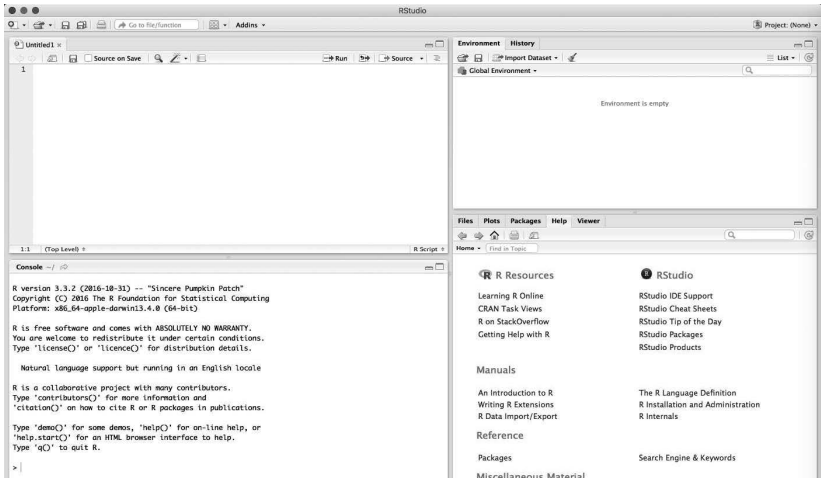 RStudio
Go to file/function
Addins
Project: (None)
Untitled1
Source on Save
Run
Source
1
1:1
(Top Level)
R Script
Console ~/
R version 3.3.2 (2016-10-31) -- "Sincere Pumpkin Patch"
Copyright (C) 2016 The R Foundation for Statistical Computing
Platform: x86_64-apple-darwin13.4.0 (64-bit)
R is free software and comes with ABSOLUTELY NO WARRANTY.
You are welcome to redistribute it under certain conditions.
Type 'license()' or 'licence()' for distribution details.
Natural language support but running in an English locale
R is a collaborative project with many contributors.
Type 'contributors()' for more information and
'citation()' on how to cite R or R packages in publications.
Type 'demo()' for some demos, 'help()' for on-line help, or
'help.start()' for an HTML browser interface to help.
Type 'q()' to quit R.
>
Environment History
Import Dataset
List
Global Environment
Environment is empty
Files Plots Packages Help Viewer
Home
Find in Topic
R R Resources
Learning R Online
CRAN Task Views
R on StackOverflow
Getting Help with R
R RStudio
RStudio IDE Support
RStudio Cheat Sheets
RStudio Tip of the Day
RStudio Packages
RStudio Products
Manuals
An Introduction to R
Writing R Extensions
R Data Import/Export
The R Language Definition
R Installation and Administration
R Internals
Reference
Packages
Search Engine & Keywords
Miscellaneous Material